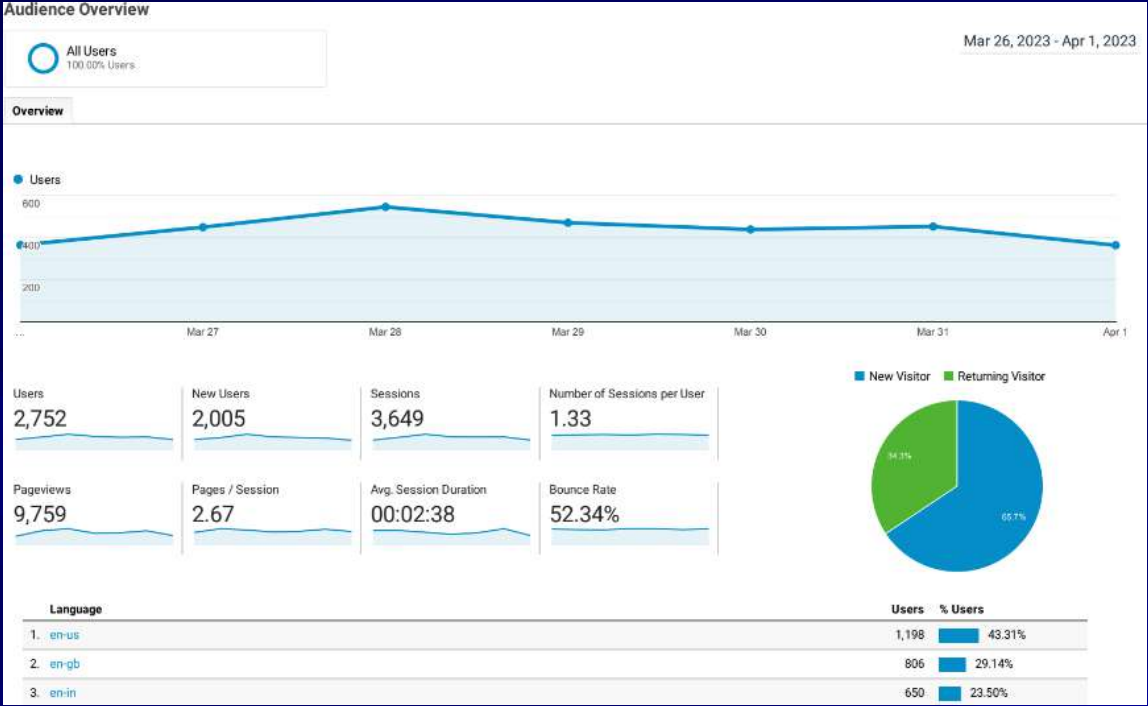 Audience Overview
All Users
100.00% Users
Mar 26, 2023 - Apr 1, 2023
Overview
Users
600
400
200
... Mar 27 Mar 28 Mar 29 Mar 30 Mar 31 Apr 1
New Visitor Returning Visitor
Users New Users Sessions Number of Sessions per User
2,752 2,005 3,649 1.33
34.3%
65.7%
Pageviews Pages / Session Avg. Session Duration Bounce Rate
9,759 2.67 00:02:38 52.34%
Language Users % Users
1. en-us 1,198 43.31%
2. en-gb 806 29.14%
3. en-in 650 23.50%